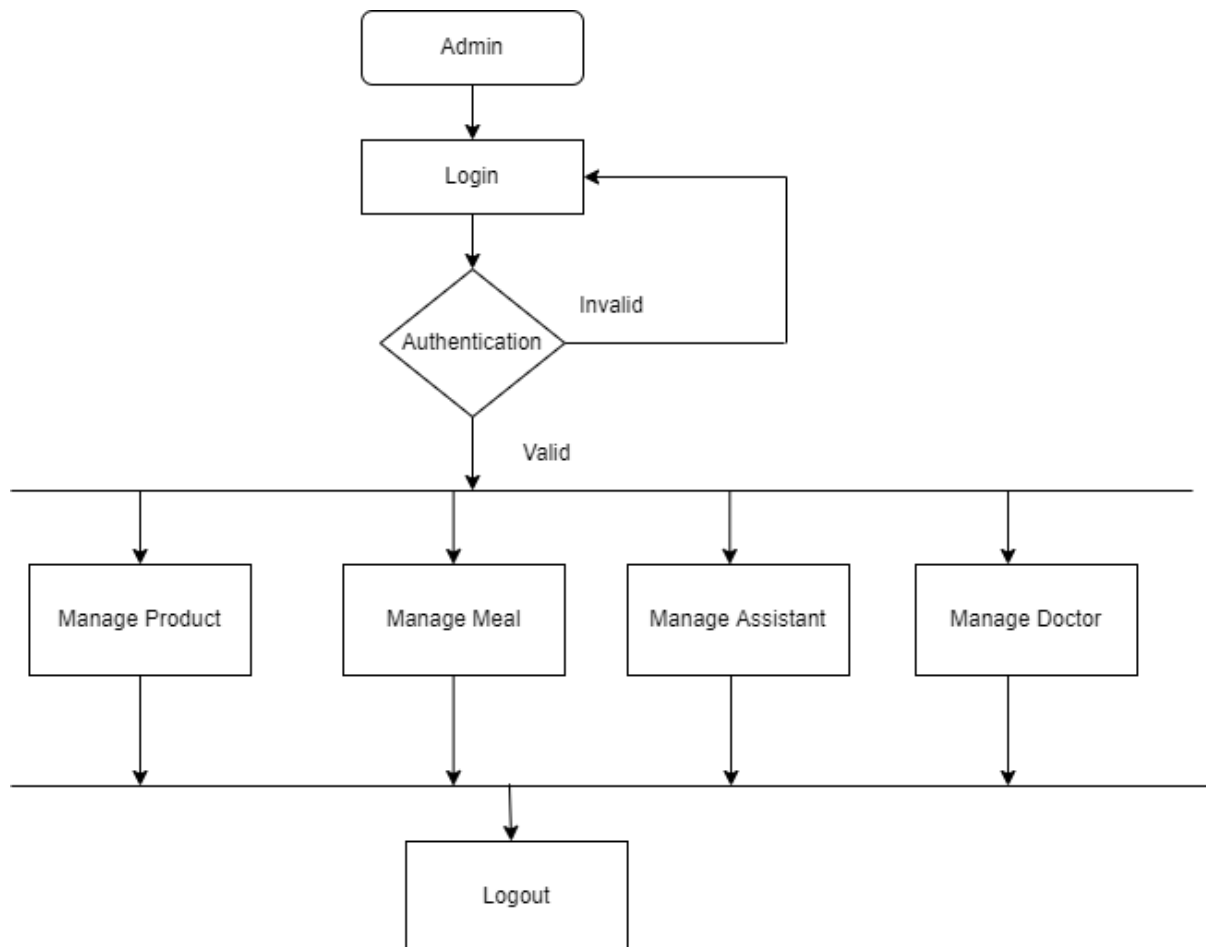 Admin
Login
Invalid
Authentication
Valid
Manage Product
Manage Meal
Manage Assistant
Manage Doctor
Logout